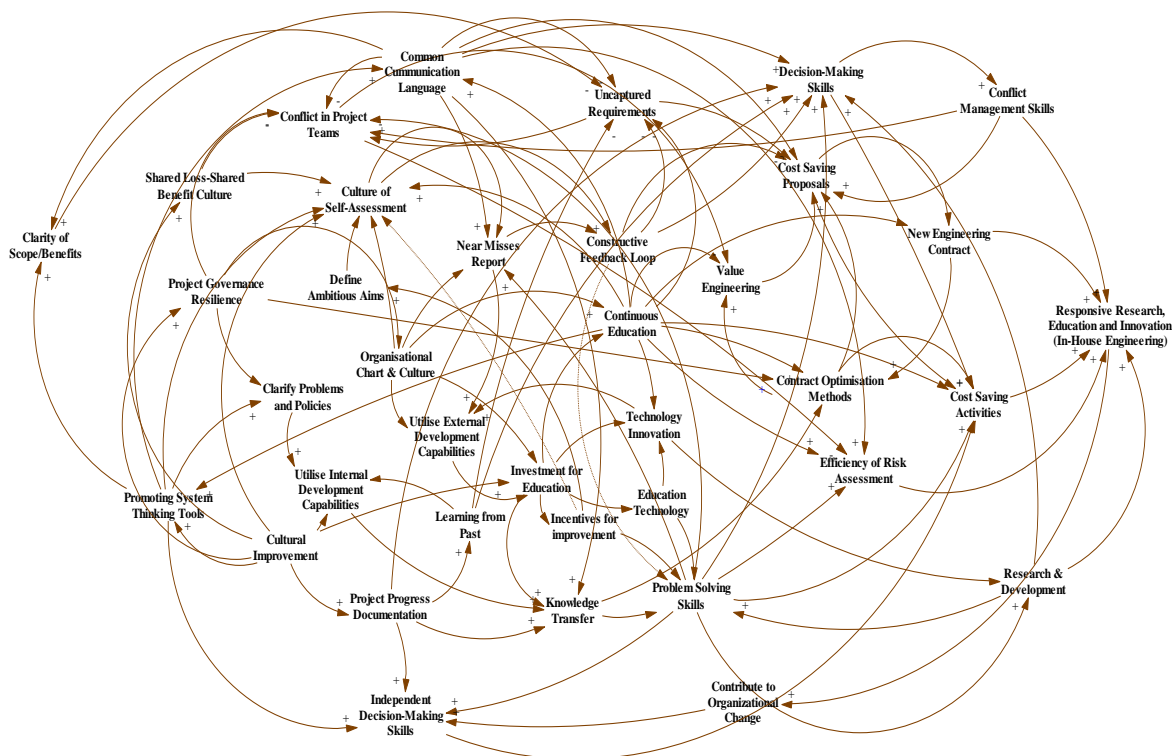 Common
Cummunication
Language
Decision-Making
Skills
Conflict
Management Skills
Uncaptured
Requirements
Conflict in Project
Teams
Cost Saving
Proposals
Shared Loss-Shared
Benefit Culture
Culture of
Self-Assessment
Clarity of
Scope/Benefits
Near Misses
Report
Constructive
Feedback Loop
New Engineering
Contract
Value
Engineering
Project Governance
Resilience
Define
Ambitious Aims
Continuous
Education
Responsive Research,
Education and Innovation
(In-House Engineering)
Organisational
Chart & Culture
Contract Optimisation
Methods
Cost Saving
Activities
Clarify Problems
and Policies
Utilise External
Development
Capabilities
Technology
Innovation
Efficiency of Risk
Assessment
Utilise Internal
Development
Capabilities
Investment for
Education
Education
Technology
Promoting System
Thinking Tools
Learning from
Past
Incentives for
improvement
Cultural
Improvement
Research &
Development
Project Progress
Documentation
Knowledge
Transfer
Problem Solving
Skills
Independent
Decision-Making
Skills
Contribute to
Organizational
Change